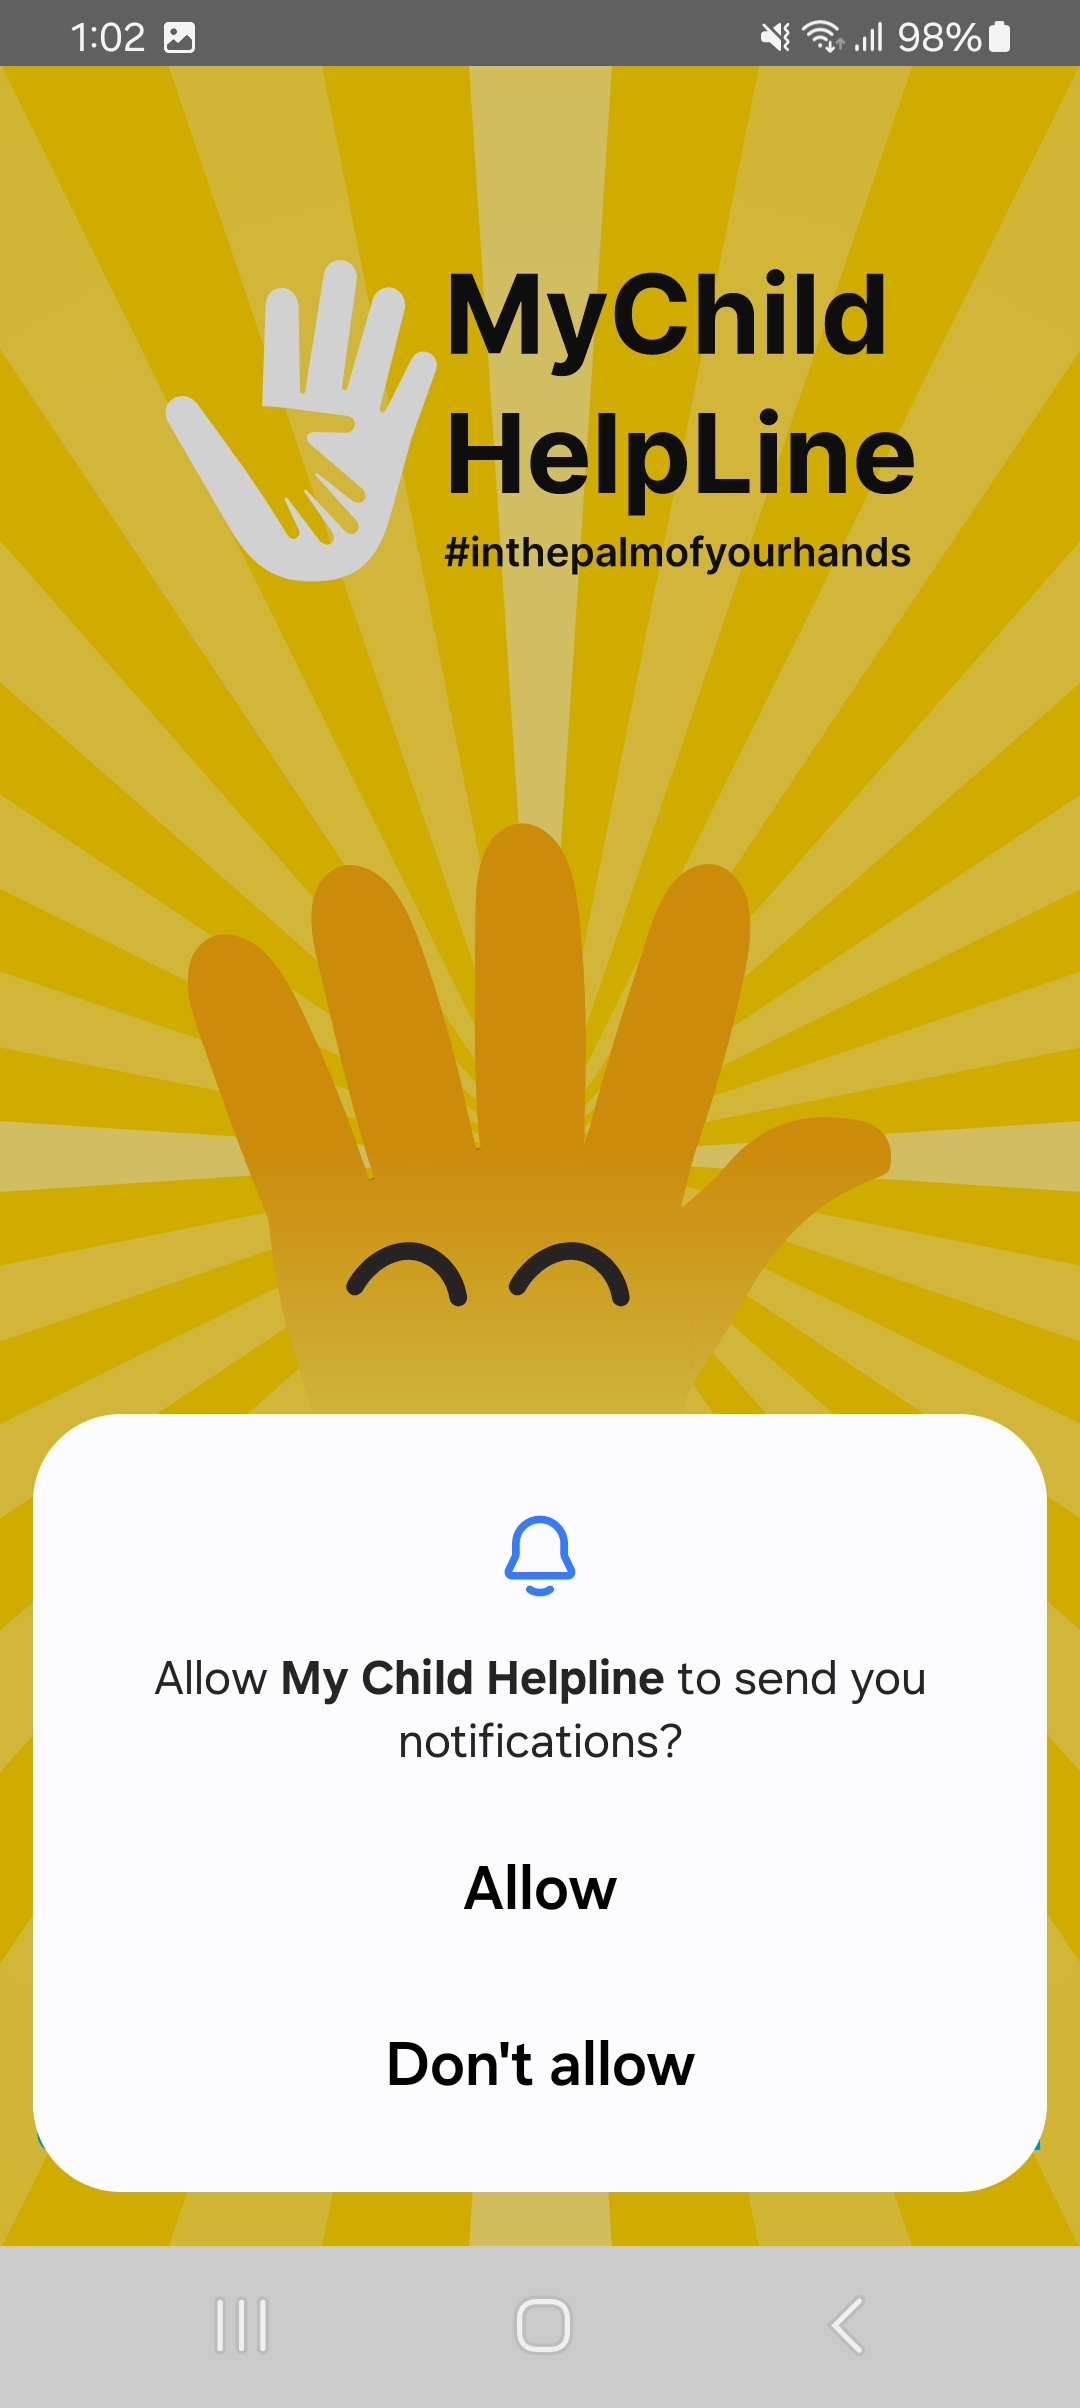 1:02
98%
MyChild
HelpLine
#inthepalmofyourhands
Allow My Child Helpline to send you
notifications?
Allow
Don't allow